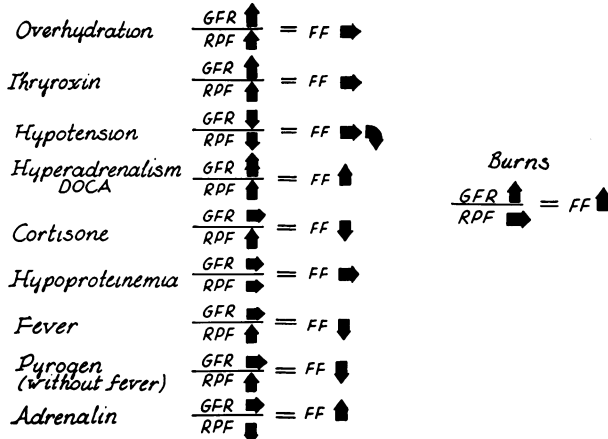 Overhydration GFR ⬆ / RPF ⬆ = FF ➡
Thryroxin GFR ⬆ / RPF ⬆ = FF ➡
Hypotension GFR ⬇ / RPF ⬇ = FF ➡⤵
Hyperadrenalism DOCA GFR ⬆⬆ / RPF ⬆ = FF ⬆
Cortisone GFR ➡ / RPF ⬆ = FF ⬇
Hypoproteinemia GFR ➡ / RPF ➡ = FF ➡
Fever GFR ➡ / RPF ⬆ = FF ⬇
Pyrogen (without fever) GFR ➡ / RPF ⬆ = FF ⬇
Adrenalin GFR ➡ / RPF ⬇ = FF ⬆
Burns
GFR ⬆ / RPF ➡ = FF ⬆